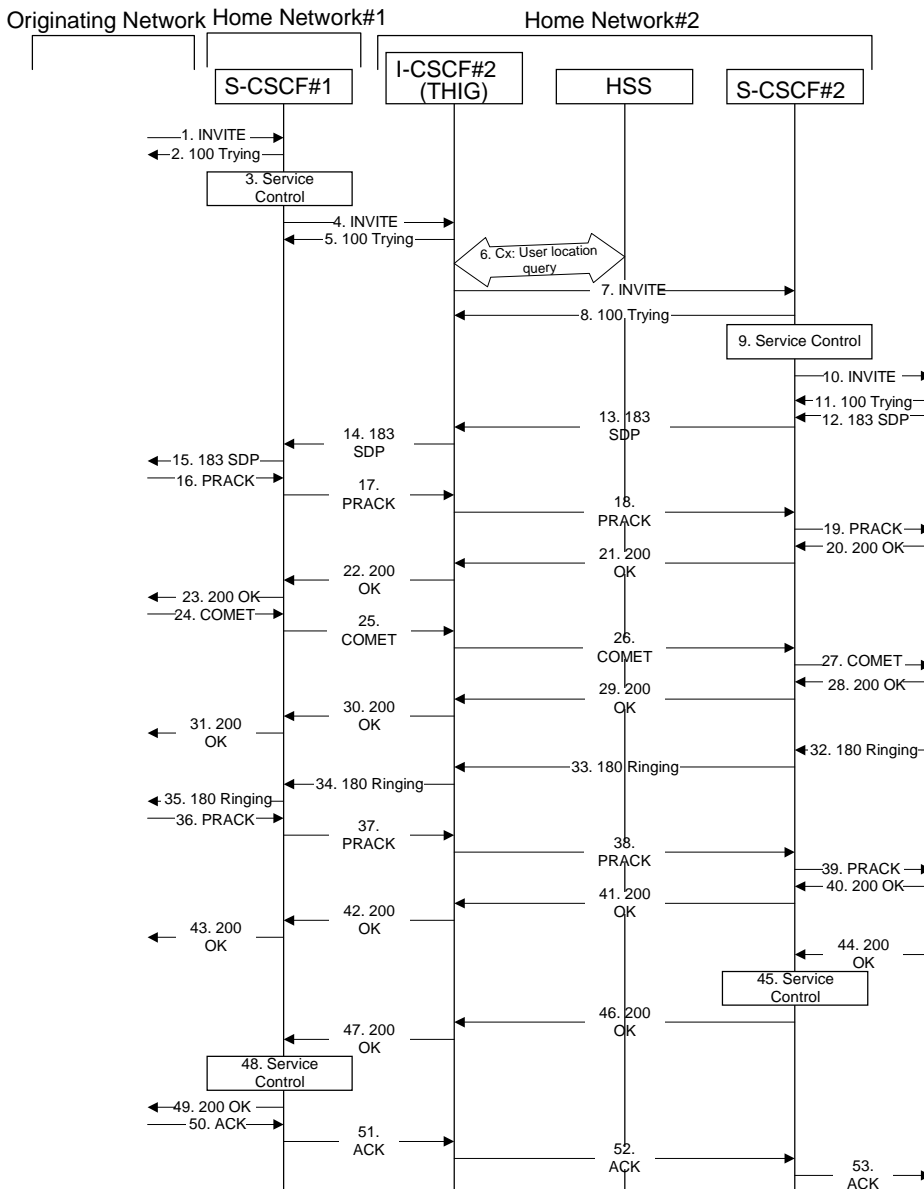 Originating Network
Home Network#1
Home Network#2
S-CSCF#1
I-CSCF#2
(THIG)
HSS
S-CSCF#2
1. INVITE
2. 100 Trying
3. Service
Control
4. INVITE
5. 100 Trying
6. Cx: User location
query
7. INVITE
8. 100 Trying
9. Service Control
10. INVITE
11. 100 Trying
12. 183 SDP
13. 183
SDP
14. 183
SDP
15. 183 SDP
16. PRACK
17.
PRACK
18.
PRACK
19. PRACK
20. 200 OK
21. 200
OK
22. 200
OK
23. 200 OK
24. COMET
25.
COMET
26.
COMET
27. COMET
28. 200 OK
29. 200
OK
30. 200
OK
31. 200
OK
32. 180 Ringing
33. 180 Ringing
34. 180 Ringing
35. 180 Ringing
36. PRACK
37.
PRACK
38.
PRACK
39. PRACK
40. 200 OK
41. 200
OK
42. 200
OK
43. 200
OK
44. 200
OK
45. Service
Control
46. 200
OK
47. 200
OK
48. Service
Control
49. 200 OK
50. ACK
51.
ACK
52.
ACK
53.
ACK